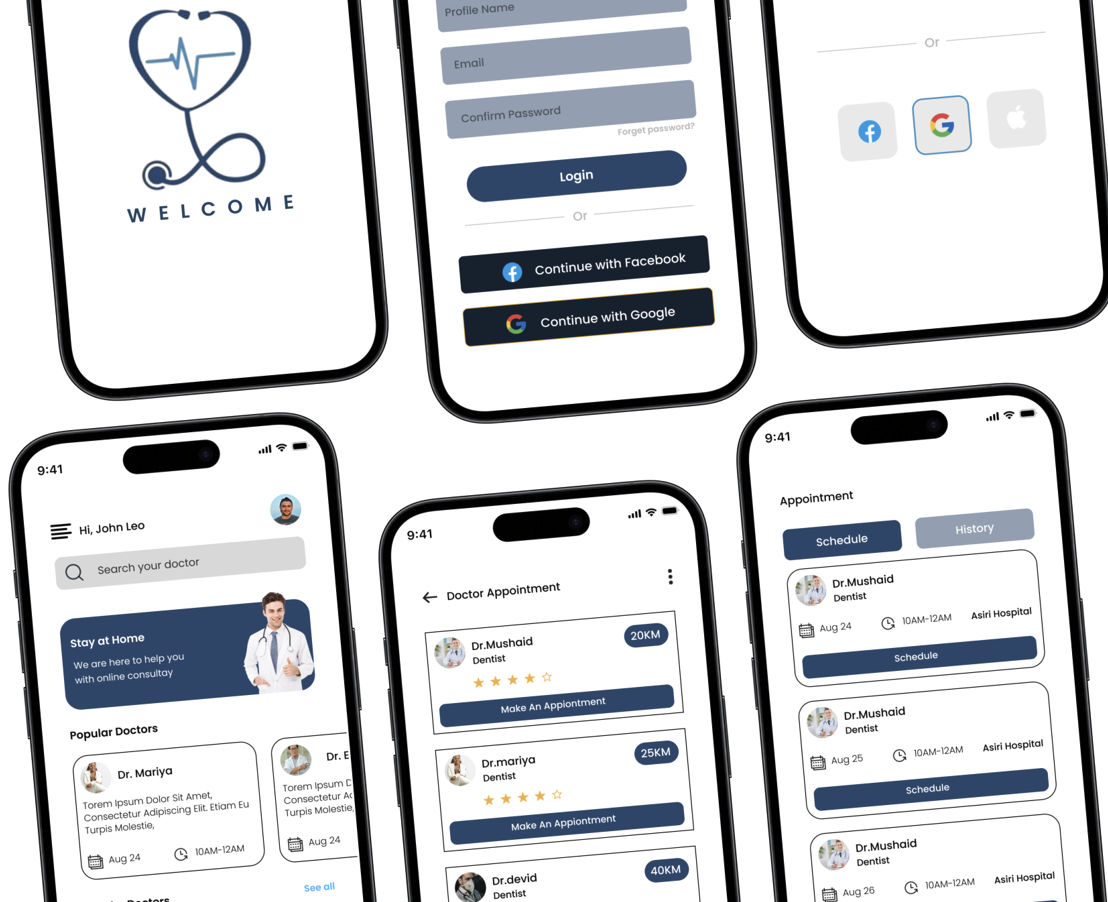 WELCOME
Profile Name
Email
Confirm Password
Forget password?
Login
Or
Continue with Facebook
Continue with Google
Or
9:41
Hi, John Leo
Search your doctor
Stay at Home
We are here to help you
with online consultay
Popular Doctors
Dr. Mariya
Torem Ipsum Dolor Sit Amet,
Consectetur Adipiscing Elit. Etiam Eu
Turpis Molestie,
Aug 24
10AM-12AM
Dr. E
Torem Ipsum D
Consectetur Ac
Turpis Molestie,
Aug 24
See all
Doctors
9:41
Doctor Appointment
Dr.Mushaid
Dentist
20KM
Make An Appiontment
Dr.mariya
Dentist
25KM
Make An Appiontment
Dr.devid
Dentist
40KM
9:41
Appointment
Schedule
History
Dr.Mushaid
Dentist
Aug 24
10AM-12AM
Asiri Hospital
Schedule
Dr.Mushaid
Dentist
Aug 25
10AM-12AM
Asiri Hospital
Schedule
Dr.Mushaid
Dentist
Aug 26
10AM-12AM
Asiri Hospital